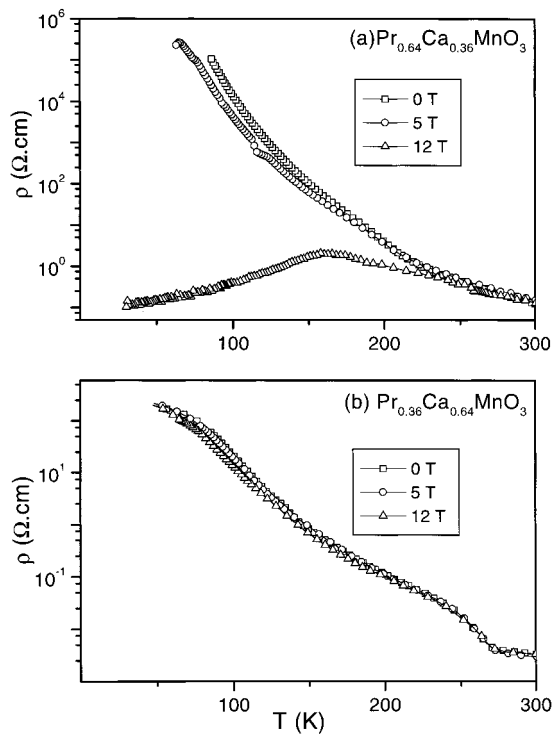 (a)Pr0.64Ca0.36MnO3
10^6
10^4
10^2
10^0
ρ (Ω.cm)
0 T
5 T
12 T
100
200
300
(b) Pr0.36Ca0.64MnO3
10^1
10^-1
ρ (Ω.cm)
0 T
5 T
12 T
100
200
300
T (K)